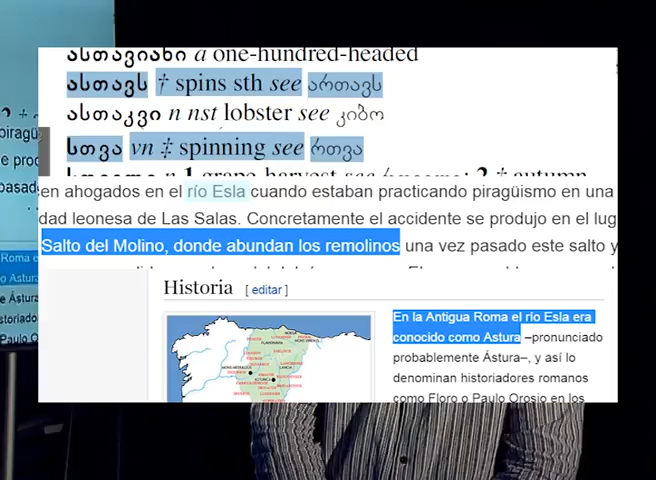 ასთავიანი a one-hundred-headed
ასთავს † spins sth see ართავს
ასთაკვი n nst lobster see კიბო
სთვა vn ‡ spinning see რთვა
en ahogados en el río Esla cuando estaban practicando piragüismo en una
dad leonesa de Las Salas. Concretamente el accidente se produjo en el lug
Salto del Molino, donde abundan los remolinos una vez pasado este salto y
Historia [ editar ]
En la Antigua Roma el río Esla era
conocido como Astura –pronunciado
probablemente Ástura–, y así lo
denominan historiadores romanos
como Floro o Paulo Orosio en los